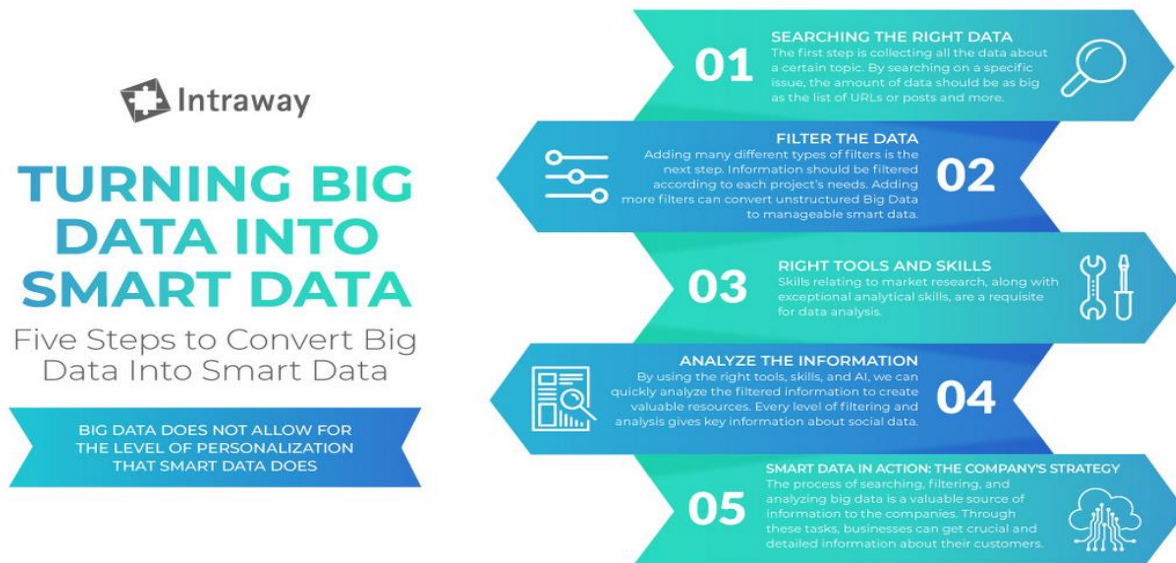 Intraway
TURNING BIG
DATA INTO
SMART DATA
Five Steps to Convert Big
Data Into Smart Data
BIG DATA DOES NOT ALLOW FOR
THE LEVEL OF PERSONALIZATION
THAT SMART DATA DOES
01
SEARCHING THE RIGHT DATA
The first step is collecting all the data about
a certain topic. By searching on a specific
issue, the amount of data should be as big
as the list of URLs or posts and more.
FILTER THE DATA
Adding many different types of filters is the
next step. Information should be filtered
according to each project's needs. Adding
more filters can convert unstructured Big Data
to manageable smart data.
02
03
RIGHT TOOLS AND SKILLS
Skills relating to market research, along with
exceptional analytical skills, are a requisite
for data analysis.
ANALYZE THE INFORMATION
By using the right tools, skills, and AI, we can
quickly analyze the filtered information to create
valuable resources. Every level of filtering and
analysis gives key information about social data.
04
05
SMART DATA IN ACTION: THE COMPANY'S STRATEGY
The process of searching, filtering, and
analyzing big data is a valuable source of
information to the companies. Through
these tasks, businesses can get crucial and
detailed information about their customers.